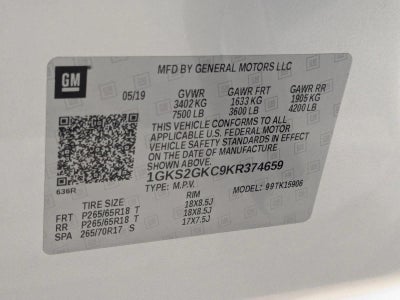 GM
MFD BY GENERAL MOTORS LLC
05/19 GVWR GAWR FRT GAWR RR
3402 KG 1633 KG 1905 KG
7500 LB 3600 LB 4200 LB
THIS VEHICLE CONFORMS TO ALL
APPLICABLE U.S. FEDERAL MOTOR
VEHICLE SAFETY STANDARDS IN EFFECT
ON THE DATE OF MANUFACTURE
SHOWN ABOVE.
636R
1GKS2GKC9KR374659
TYPE: M.P.V. MODEL: 99TK15906
TIRE SIZE RIM
FRT P265/65R18 T 18X8.5J
RR P265/65R18 T 18X8.5J
SPA 265/70R17 S 17X7.5J